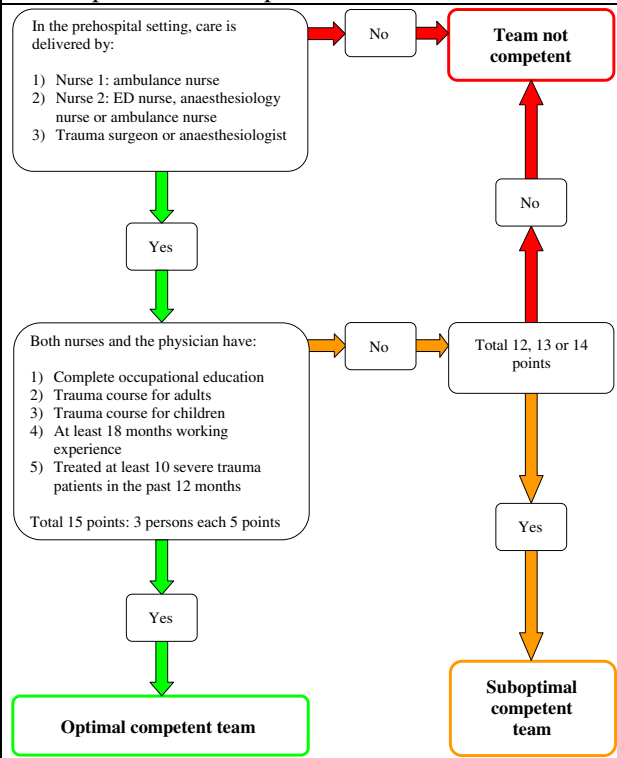 In the prehospital setting, care is
delivered by:
1) Nurse 1: ambulance nurse
2) Nurse 2: ED nurse, anaesthesiology
nurse or ambulance nurse
3) Trauma surgeon or anaesthesiologist
No
Team not
competent
No
Yes
Both nurses and the physician have:
1) Complete occupational education
2) Trauma course for adults
3) Trauma course for children
4) At least 18 months working
experience
5) Treated at least 10 severe trauma
patients in the past 12 months
Total 15 points: 3 persons each 5 points
No
Total 12, 13 or 14
points
Yes
Yes
Optimal competent team
Suboptimal
competent
team